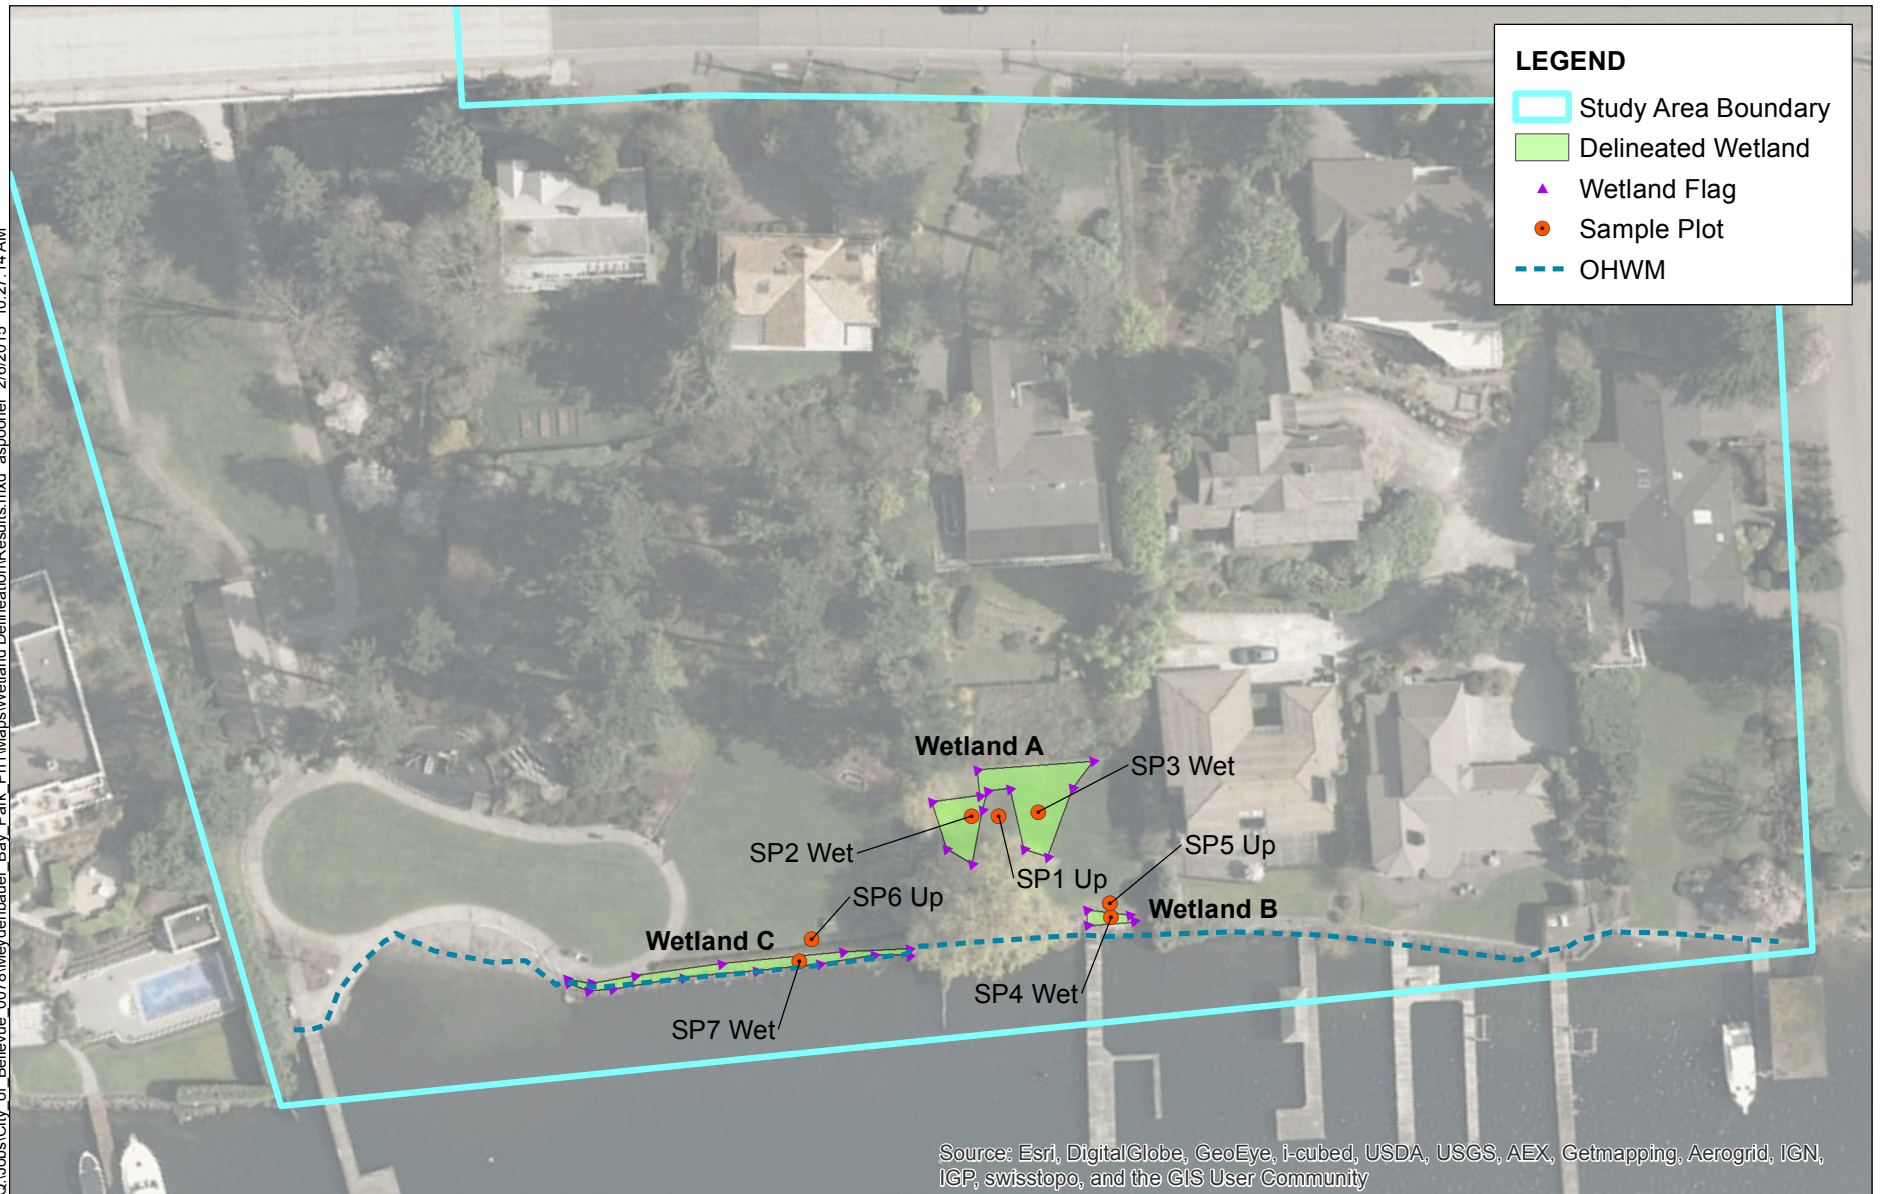 LEGEND
Study Area Boundary
Delineated Wetland
Wetland Flag
Sample Plot
OHWM
Wetland A
SP3 Wet
SP2 Wet
SP1 Up
SP5 Up
SP6 Up
Wetland B
Wetland C
SP4 Wet
SP7 Wet
Source: Esri, DigitalGlobe, GeoEye, i-cubed, USDA, USGS, AEX, Getmapping, Aerogrid, IGN,
IGP, swisstopo, and the GIS User Community